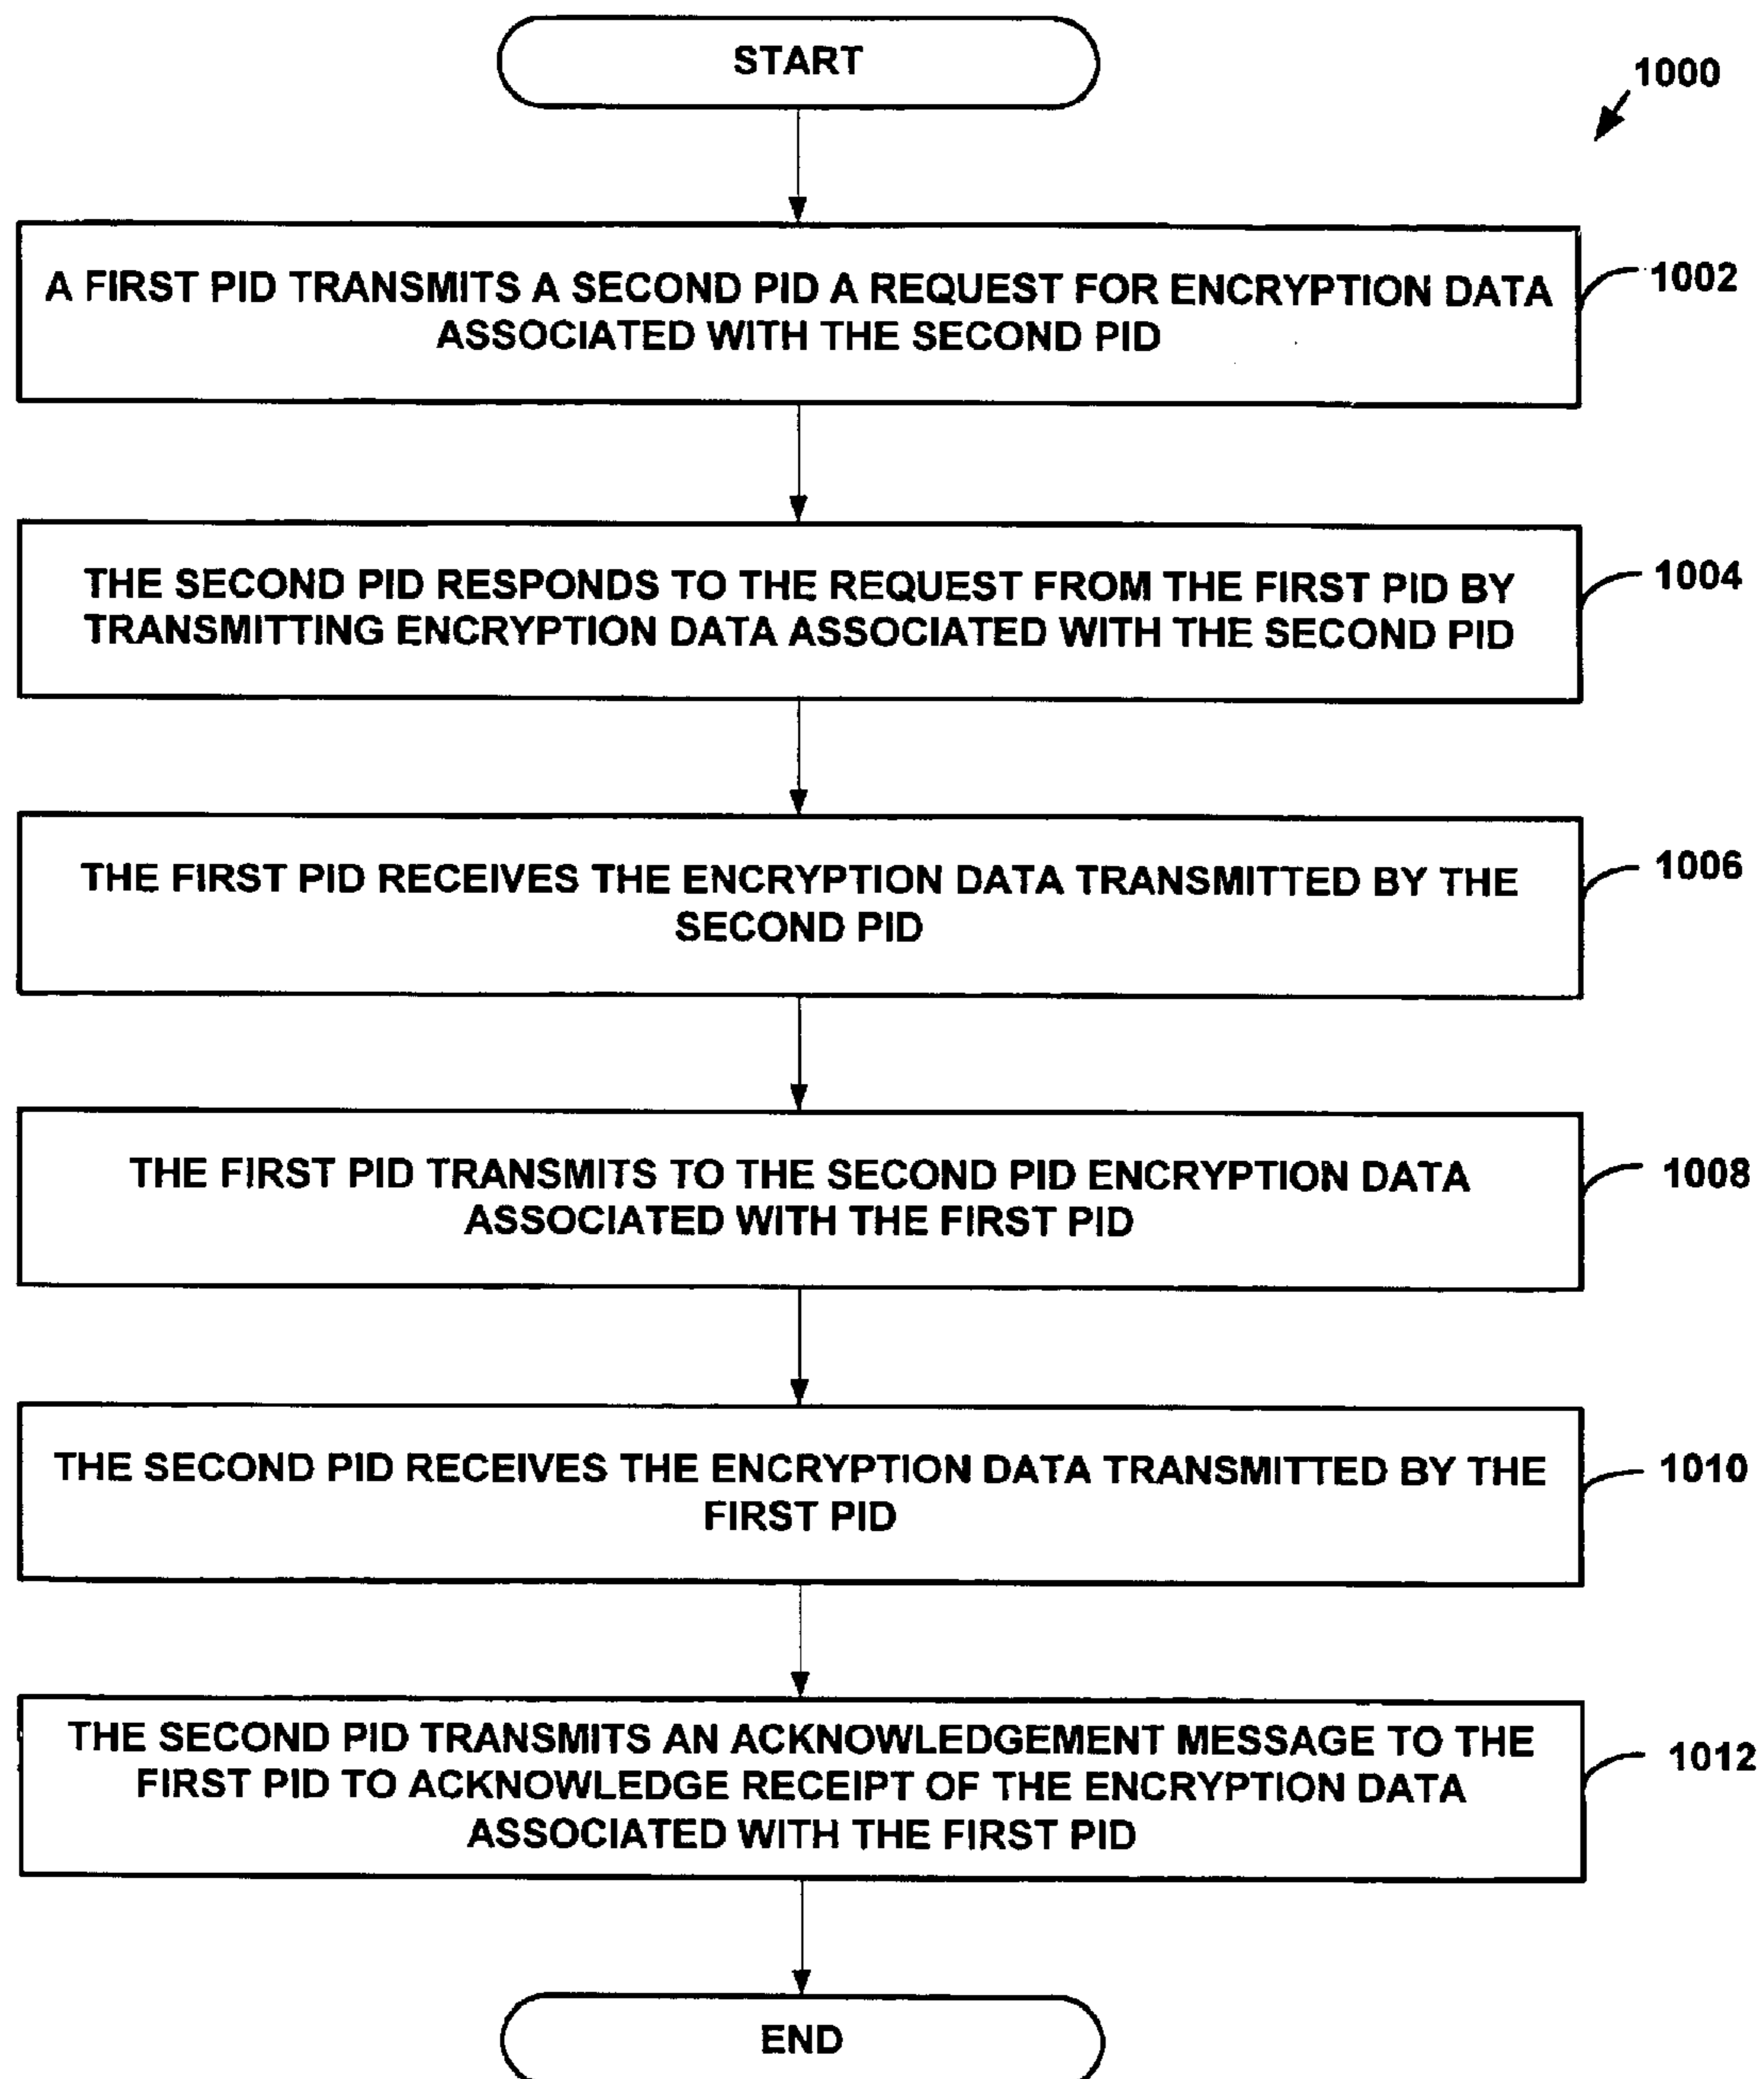 START
1000
A FIRST PID TRANSMITS A SECOND PID A REQUEST FOR ENCRYPTION DATA
ASSOCIATED WITH THE SECOND PID
1002
THE SECOND PID RESPONDS TO THE REQUEST FROM THE FIRST PID BY
TRANSMITTING ENCRYPTION DATA ASSOCIATED WITH THE SECOND PID
1004
THE FIRST PID RECEIVES THE ENCRYPTION DATA TRANSMITTED BY THE
SECOND PID
1006
THE FIRST PID TRANSMITS TO THE SECOND PID ENCRYPTION DATA
ASSOCIATED WITH THE FIRST PID
1008
THE SECOND PID RECEIVES THE ENCRYPTION DATA TRANSMITTED BY THE
FIRST PID
1010
THE SECOND PID TRANSMITS AN ACKNOWLEDGEMENT MESSAGE TO THE
FIRST PID TO ACKNOWLEDGE RECEIPT OF THE ENCRYPTION DATA
ASSOCIATED WITH THE FIRST PID
1012
END